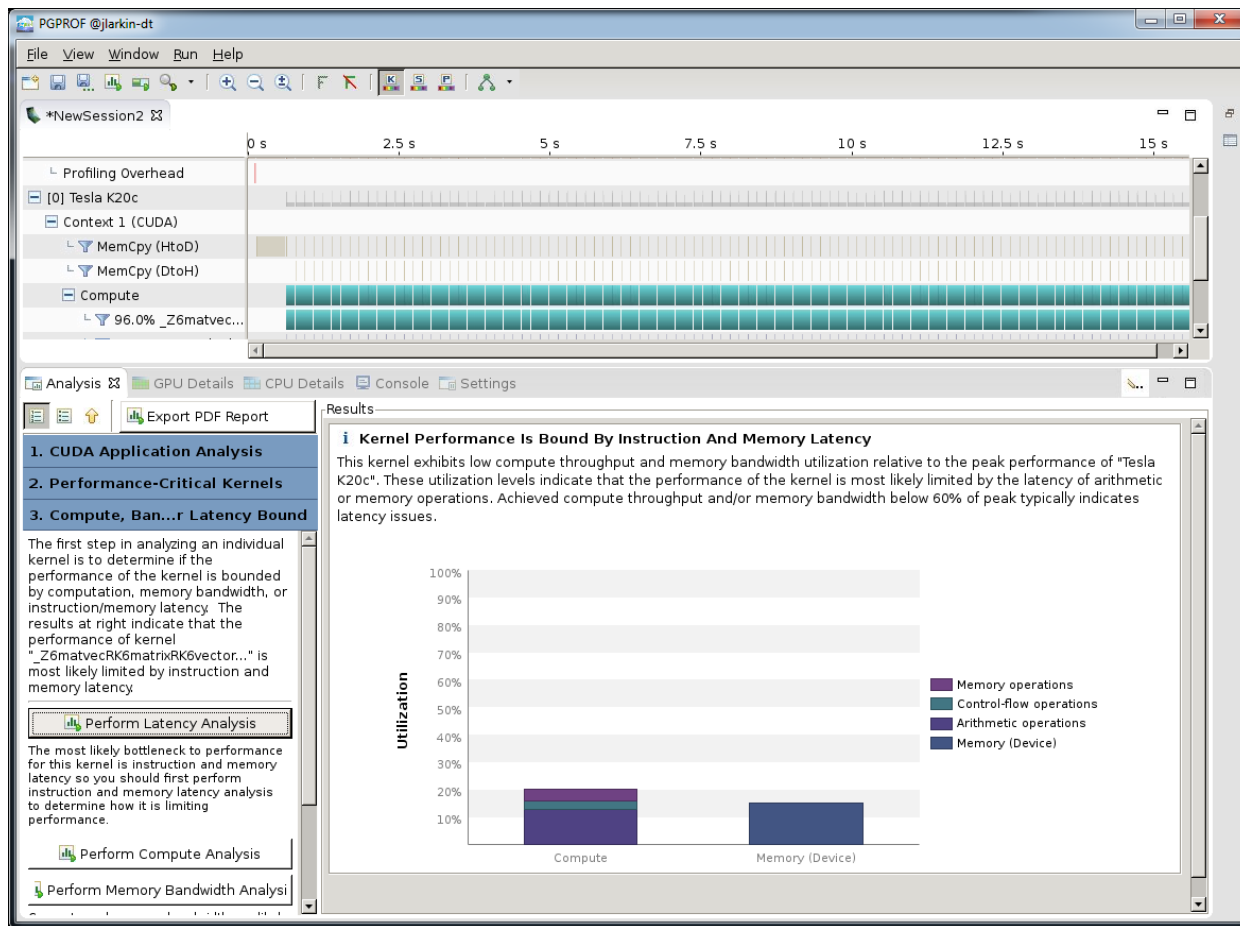 PGPROF @jlarkin-dt
File View Window Run Help
*NewSession2
0 s 2.5 s 5 s 7.5 s 10 s 12.5 s 15 s
Profiling Overhead
[0] Tesla K20c
Context 1 (CUDA)
MemCpy (HtoD)
MemCpy (DtoH)
Compute
96.0% _Z6matvec...
Analysis GPU Details CPU Details Console Settings
Export PDF Report
1. CUDA Application Analysis
2. Performance-Critical Kernels
3. Compute, Ban...r Latency Bound
The first step in analyzing an individual
kernel is to determine if the
performance of the kernel is bounded
by computation, memory bandwidth, or
instruction/memory latency. The
results at right indicate that the
performance of kernel
"_Z6matvecRK6matrixRK6vector..." is
most likely limited by instruction and
memory latency.
Perform Latency Analysis
The most likely bottleneck to performance
for this kernel is instruction and memory
latency so you should first perform
instruction and memory latency analysis
to determine how it is limiting
performance.
Perform Compute Analysis
Perform Memory Bandwidth Analysi
Results
i Kernel Performance Is Bound By Instruction And Memory Latency
This kernel exhibits low compute throughput and memory bandwidth utilization relative to the peak performance of "Tesla
K20c". These utilization levels indicate that the performance of the kernel is most likely limited by the latency of arithmetic
or memory operations. Achieved compute throughput and/or memory bandwidth below 60% of peak typically indicates
latency issues.
100%
90%
80%
70%
60%
50%
40%
30%
20%
10%
Utilization
Compute Memory (Device)
Memory operations
Control-flow operations
Arithmetic operations
Memory (Device)